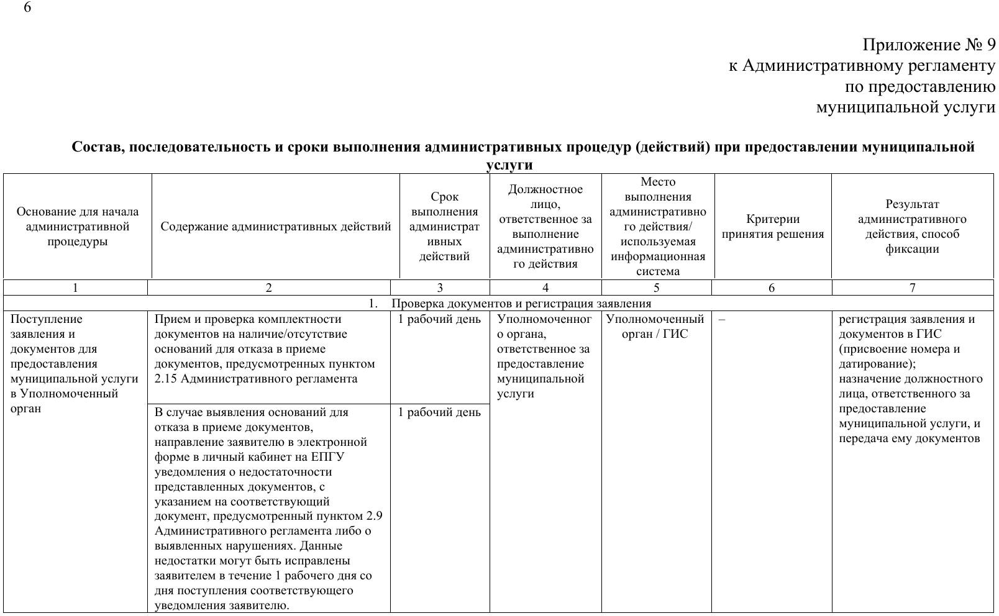 6
Приложение № 9
к Административному регламенту
по предоставлению
муниципальной услуги
Состав, последовательность и сроки выполнения административных процедур (действий) при предоставлении муниципальной
услуги
Основание для начала
административной
процедуры
Содержание административных действий
Срок
выполнения
администрат
ивных
действий
Должностное
лицо,
ответственное за
выполнение
административно
го действия
Место
выполнения
административно
го действия/
используемая
информационная
система
Критерии
принятия решения
Результат
административного
действия, способ
фиксации
1
2
3
4
5
6
7
1. Проверка документов и регистрация заявления
Поступление
заявления и
документов для
предоставления
муниципальной услуги
в Уполномоченный
орган
Прием и проверка комплектности
документов на наличие/отсутствие
оснований для отказа в приеме
документов, предусмотренных пунктом
2.15 Административного регламента
1 рабочий день
Уполномоченног
о органа,
ответственное за
предоставление
муниципальной
услуги
Уполномоченный
орган / ГИС
–
регистрация заявления и
документов в ГИС
(присвоение номера и
датирование);
назначение должностного
лица, ответственного за
предоставление
муниципальной услуги, и
передача ему документов
В случае выявления оснований для
отказа в приеме документов,
направление заявителю в электронной
форме в личный кабинет на ЕПГУ
уведомления о недостаточности
представленных документов, с
указанием на соответствующий
документ, предусмотренный пунктом 2.9
Административного регламента либо о
выявленных нарушениях. Данные
недостатки могут быть исправлены
заявителем в течение 1 рабочего дня со
дня поступления соответствующего
уведомления заявителю.
1 рабочий день